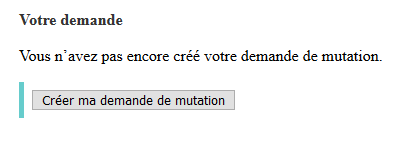 Votre demande
Vous n'avez pas encore créé votre demande de mutation.
Créer ma demande de mutation